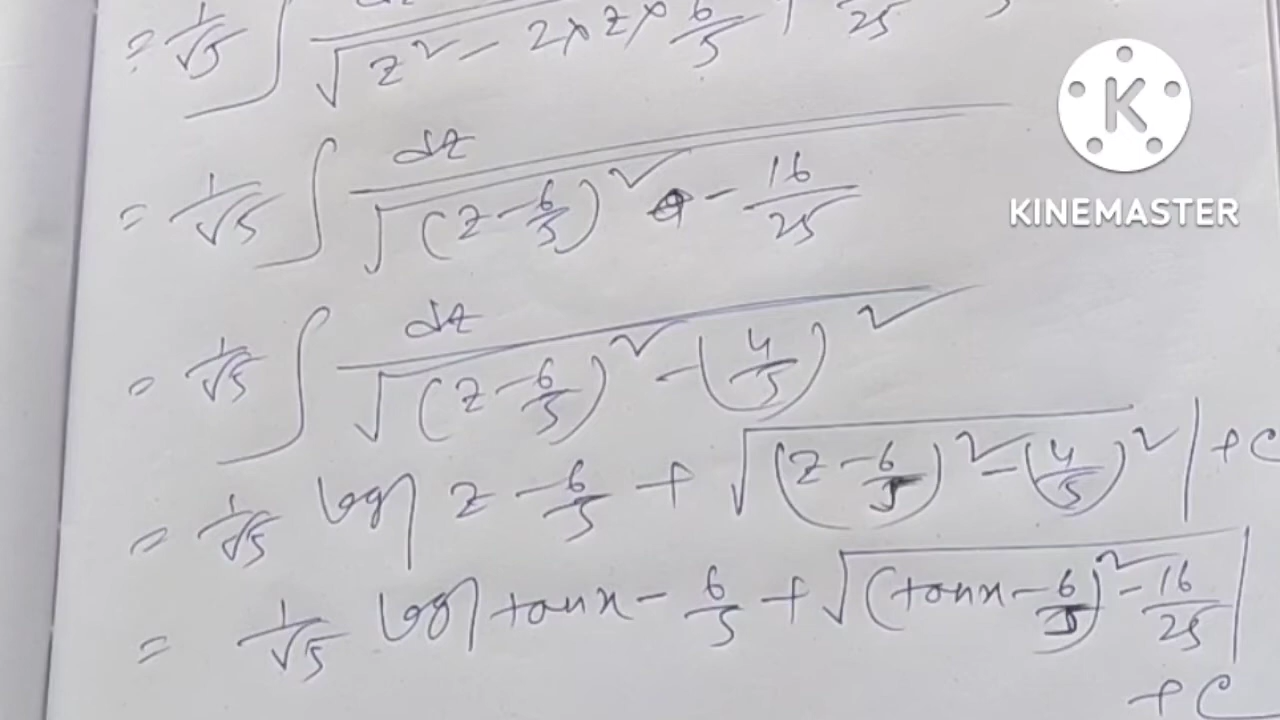 = 1/√5 ∫ dz / √(z² - 2×z×6/5 + /25
= 1/√5 ∫ dz / √((z - 6/5)² - 16/25)
= 1/√5 ∫ dz / √((z - 6/5)² - (4/5)²)
= 1/√5 log| z - 6/5 + √((z - 6/5)² - (4/5)²) | + C
= 1/√5 log| tanx - 6/5 + √((tanx - 6/5)² - 16/25) |
+ C
K
KINEMASTER